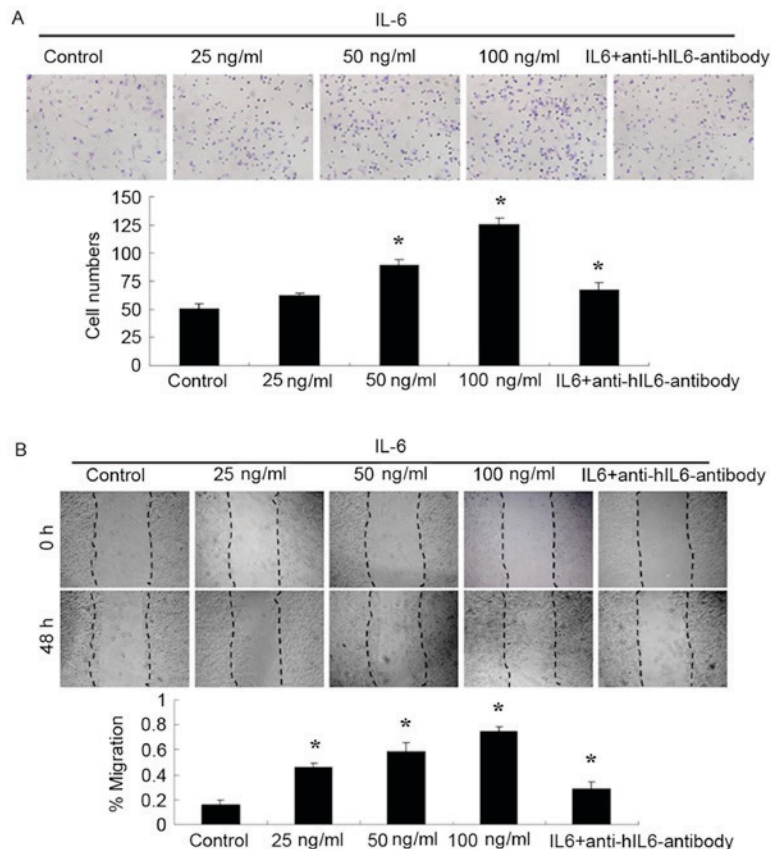 A
IL-6
Control 25 ng/ml 50 ng/ml 100 ng/ml IL6+anti-hIL6-antibody
150
125
100
75
50
25
0
Cell numbers
* * *
Control 25 ng/ml 50 ng/ml 100 ng/ml IL6+anti-hIL6-antibody
B
IL-6
Control 25 ng/ml 50 ng/ml 100 ng/ml IL6+anti-hIL6-antibody
0 h
48 h
1
0.8
0.6
0.4
0.2
0
% Migration
* * * *
Control 25 ng/ml 50 ng/ml 100 ng/ml IL6+anti-hIL6-antibody